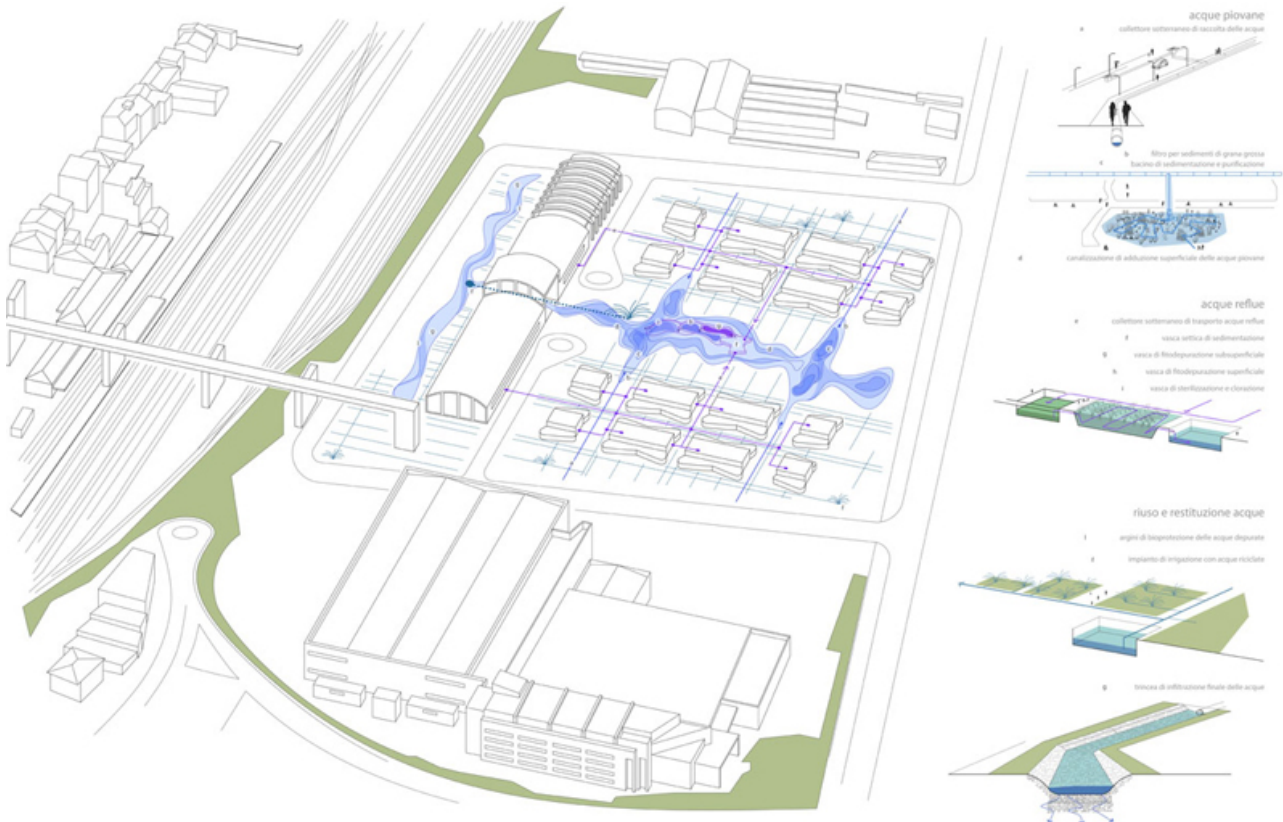 acque piovane
a collettore sotterraneo di raccolta delle acque
b filtro per sedimenti di grana grossa
c bacino di sedimentazione e purificazione
d canalizzazione di adduzione superficiale delle acque piovane
acque reflue
e collettore sotterraneo di trasporto acque reflue
f vasca settica di sedimentazione
g vasca di fitodepurazione subsuperficiale
h vasca di fitodepurazione superficiale
i vasca di sterilizzazione e clorazione
riuso e restituzione acque
l argini di bioprotezione delle acque depurate
impianto di irrigazione con acque riciclate
g trincea di infiltrazione finale delle acque